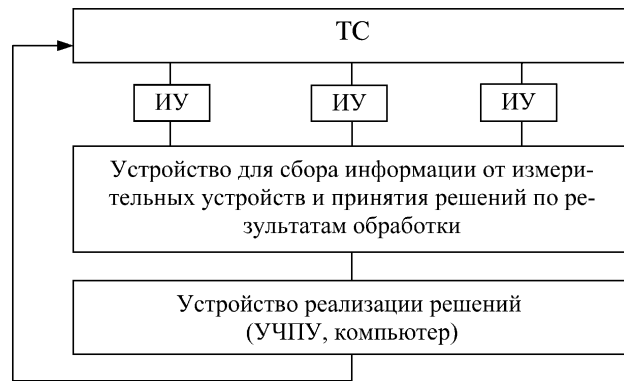 ТС
ИУ ИУ ИУ
Устройство для сбора информации от измери-
тельных устройств и принятия решений по ре-
зультатам обработки
Устройство реализации решений
(УЧПУ, компьютер)